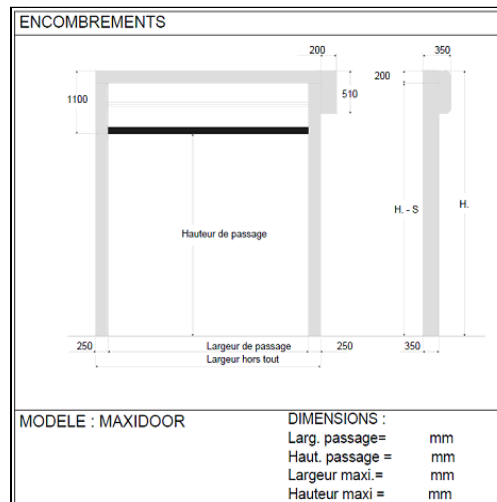 ENCOMBREMENTS
200
350
1100
510
200
Hauteur de passage
H. - S
H.
250
Largeur de passage
250
350
Largeur hors tout
MODELE : MAXIDOOR
DIMENSIONS :
Larg. passage= mm
Haut. passage = mm
Largeur maxi.= mm
Hauteur maxi = mm